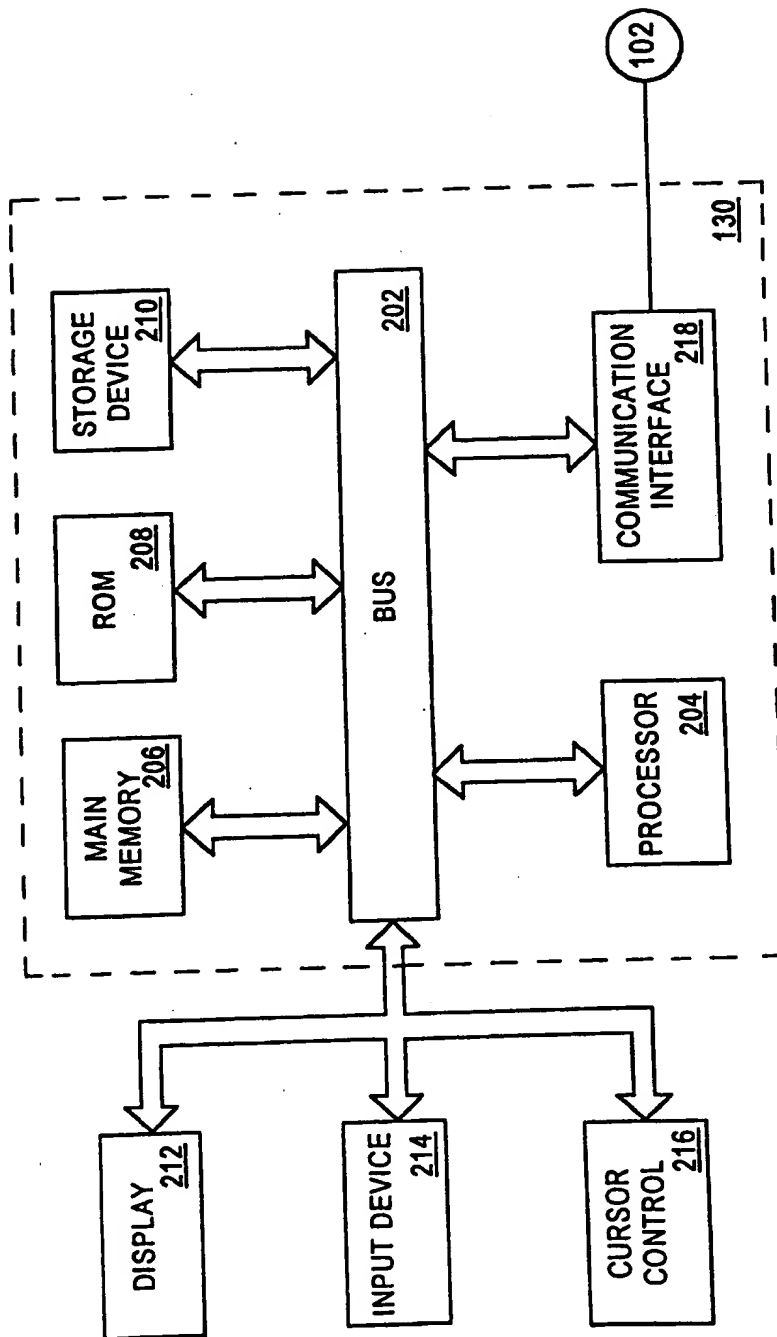 DISPLAY
212
INPUT DEVICE
214
CURSOR
CONTROL
216
MAIN
MEMORY
206
ROM
208
STORAGE
DEVICE
210
BUS
202
PROCESSOR
204
COMMUNICATION
INTERFACE
218
130
102